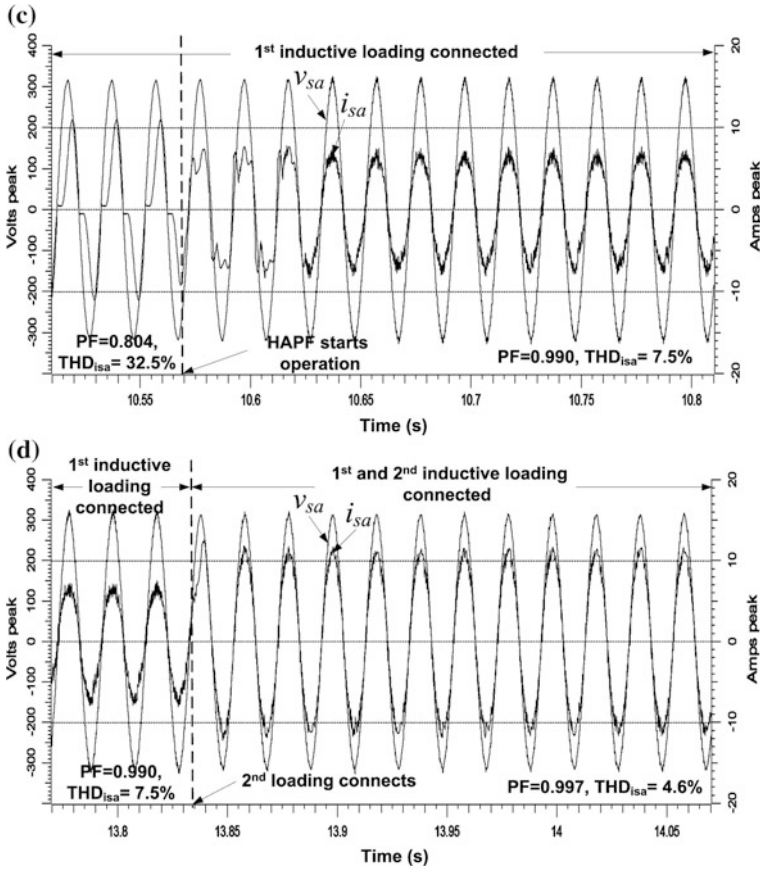 (c)
1st inductive loading connected
400
300
200
100
0
-100
-200
-300
20
10
0
-10
-20
Volts peak
Amps peak
vsa
isa
PF=0.804,
THDisa= 32.5%
HAPF starts
operation
PF=0.990, THDisa= 7.5%
10.55
10.6
10.65
10.7
10.75
10.8
Time (s)
(d)
1st inductive
loading
connected
1st and 2nd inductive loading
connected
400
300
200
100
0
-100
-200
-300
20
10
0
-10
-20
Volts peak
Amps peak
vsa
isa
PF=0.990,
THDisa= 7.5%
2nd loading connects
PF=0.997, THDisa= 4.6%
13.8
13.85
13.9
13.95
14
14.05
Time (s)